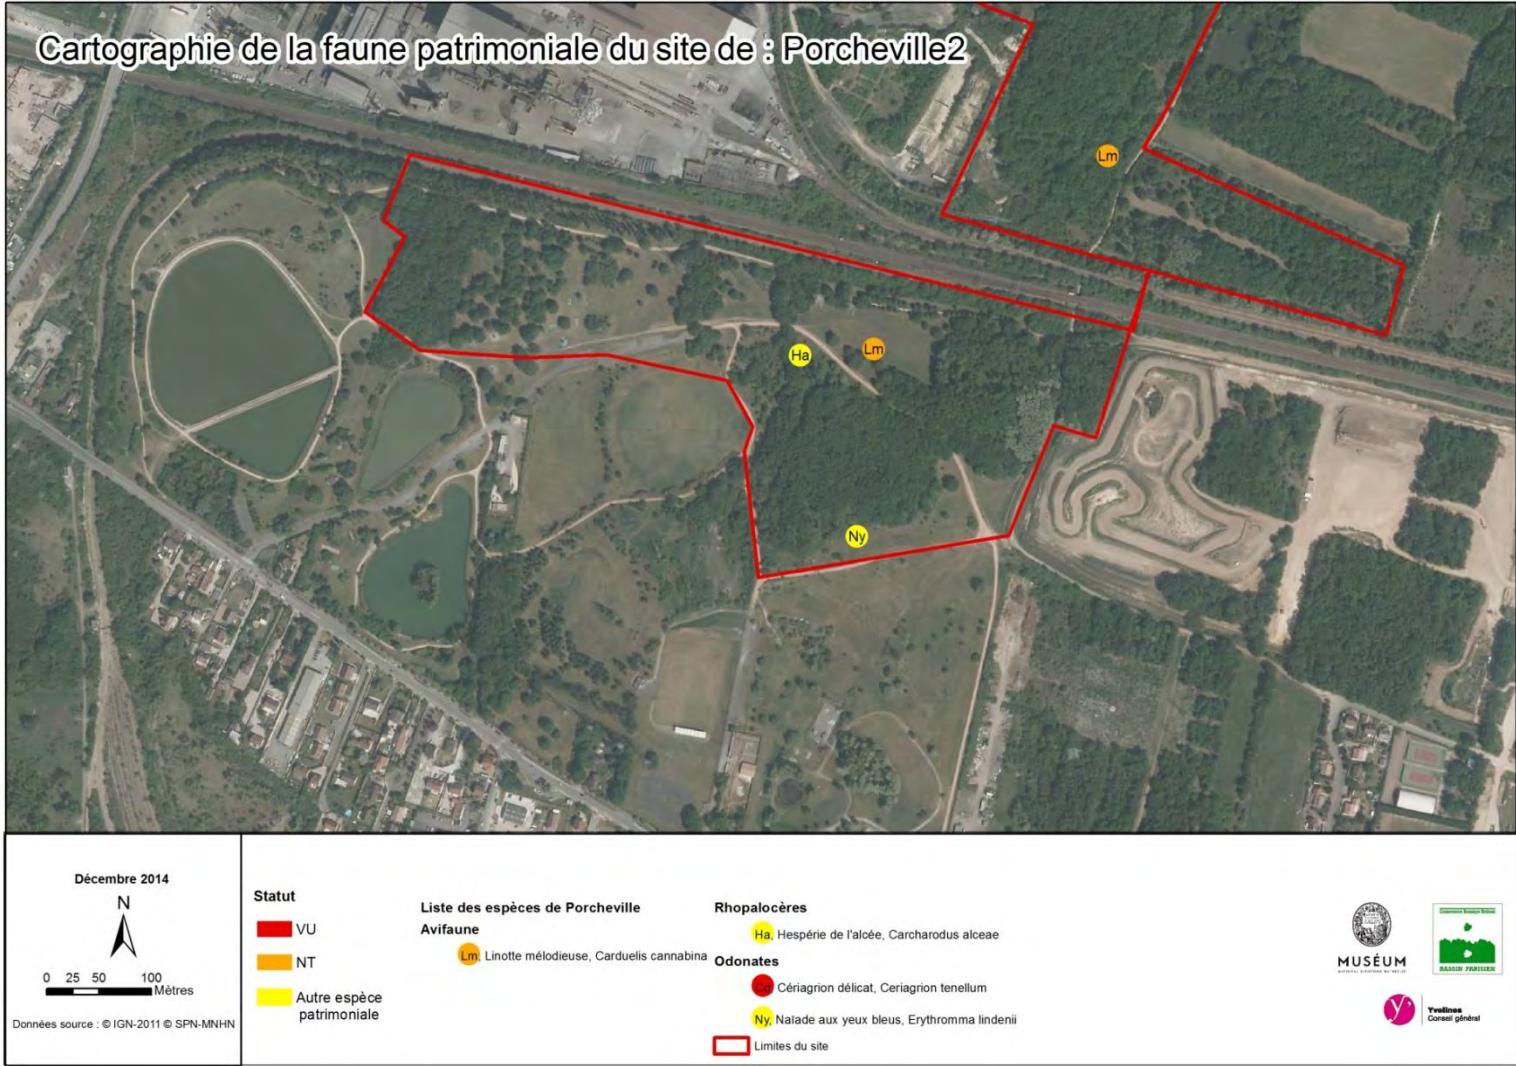 Cartographie de la faune patrimoniale du site de : Porcheville2
Lm
Ha
Lm
Ny
Décembre 2014
N
0 25 50 100
Mètres
Données source : © IGN-2011 © SPN-MNHN
Statut
VU
NT
Autre espèce
patrimoniale
Liste des espèces de Porcheville
Avifaune
Lm, Linotte mélodieuse, Carduelis cannabina
Rhopalocères
Ha, Hespérie de l'alcée, Carcharodus alceae
Odonates
Cériagrion délicat, Ceriagrion tenellum
Ny, Naïade aux yeux bleus, Erythromma lindenii
Limites du site
MUSÉUM
BASSIN PARISIEN
Yvelines
Conseil général